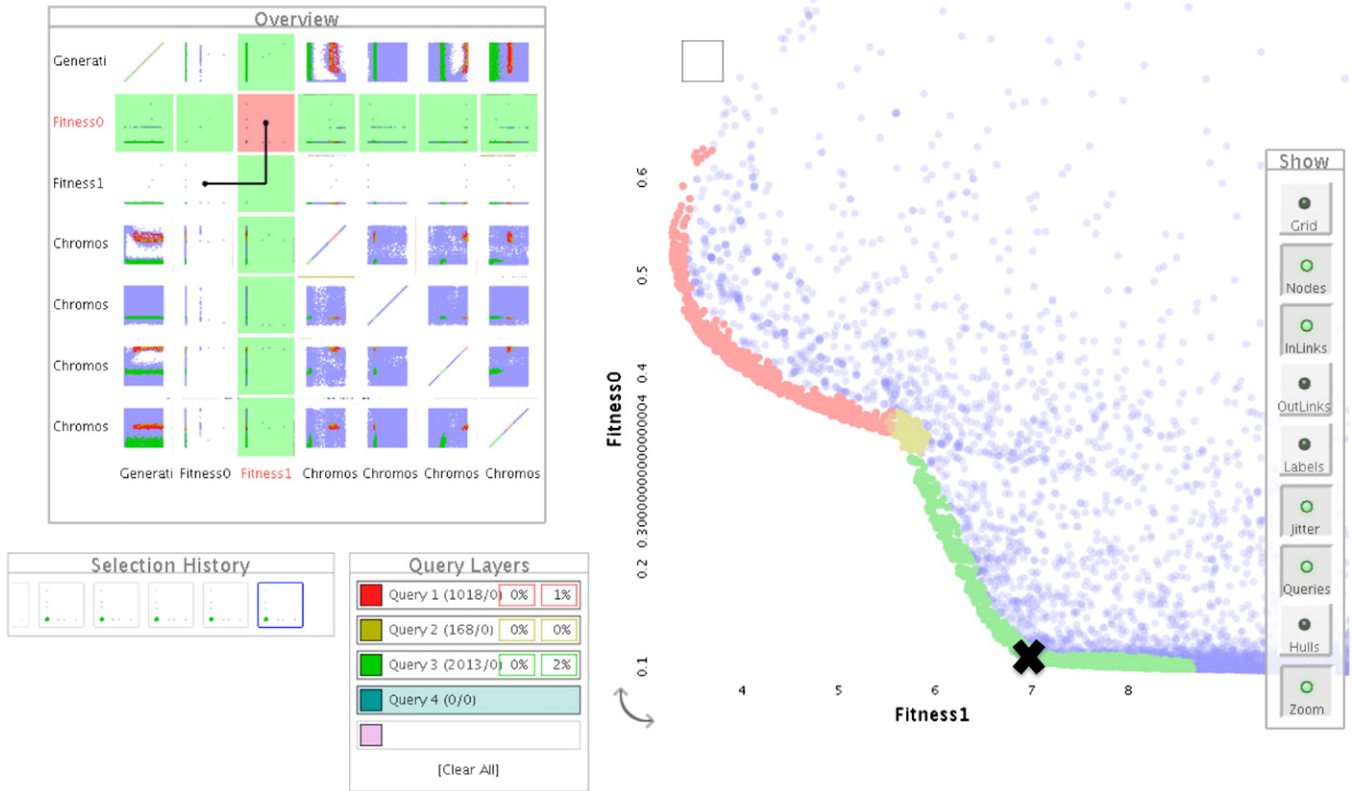 Overview
Generati
Fitness0
Fitness1
Chromos
Chromos
Chromos
Chromos
Generati Fitness0 Fitness1 Chromos Chromos Chromos Chromos
Selection History
Query Layers
Query 1 (1018/0) 0% 1%
Query 2 (168/0) 0% 0%
Query 3 (2013/0) 0% 2%
Query 4 (0/0)
[Clear All]
Fitness0
0.6
0.5
0.4
0.30000000000000004
0.2
0.1
4 5 6 7 8
Fitness1
Show
Grid
Nodes
InLinks
OutLinks
Labels
Jitter
Queries
Hulls
Zoom